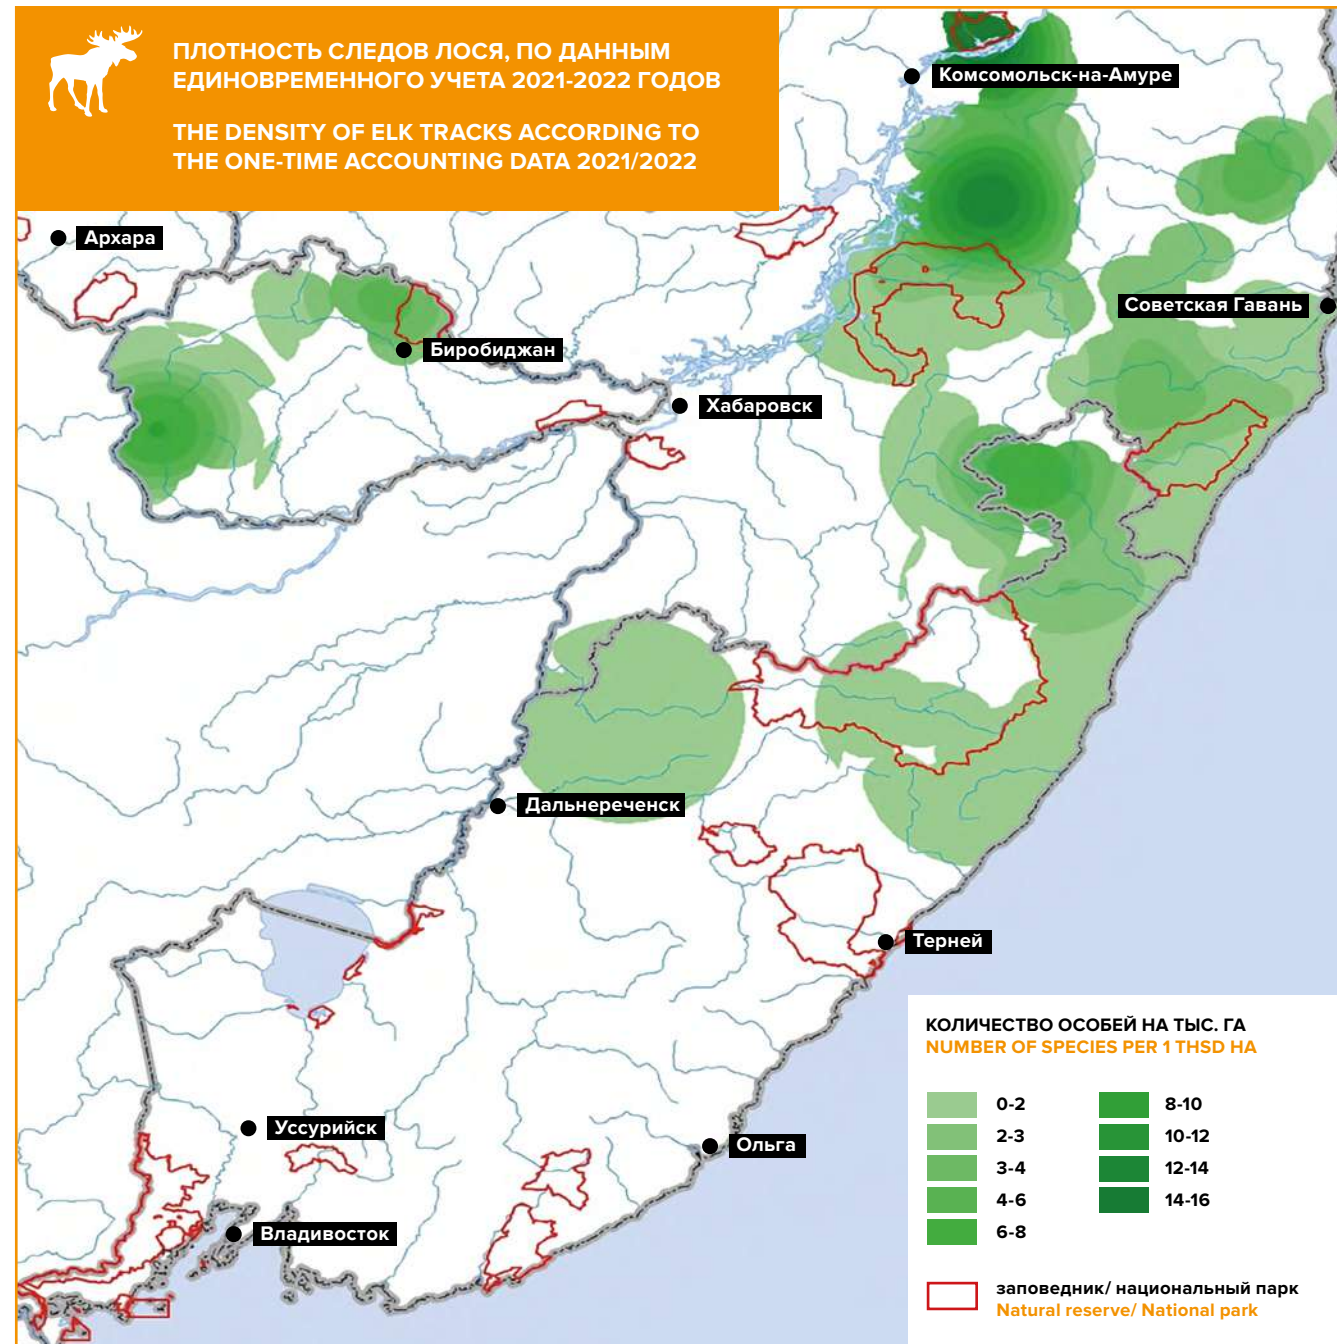 ПЛОТНОСТЬ СЛЕДОВ ЛОСЯ, ПО ДАННЫМ
ЕДИНОВРЕМЕННОГО УЧЕТА 2021-2022 ГОДОВ
THE DENSITY OF ELK TRACKS ACCORDING TO
THE ONE-TIME ACCOUNTING DATA 2021/2022
Комсомольск-на-Амуре
Архара
Советская Гавань
Биробиджан
Хабаровск
Дальнереченск
Терней
Уссурийск
Ольга
Владивосток
КОЛИЧЕСТВО ОСОБЕЙ НА ТЫС. ГА
NUMBER OF SPECIES PER 1 THSD HA
0-2
2-3
3-4
4-6
6-8
8-10
10-12
12-14
14-16
заповедник/ национальный парк
Natural reserve/ National park